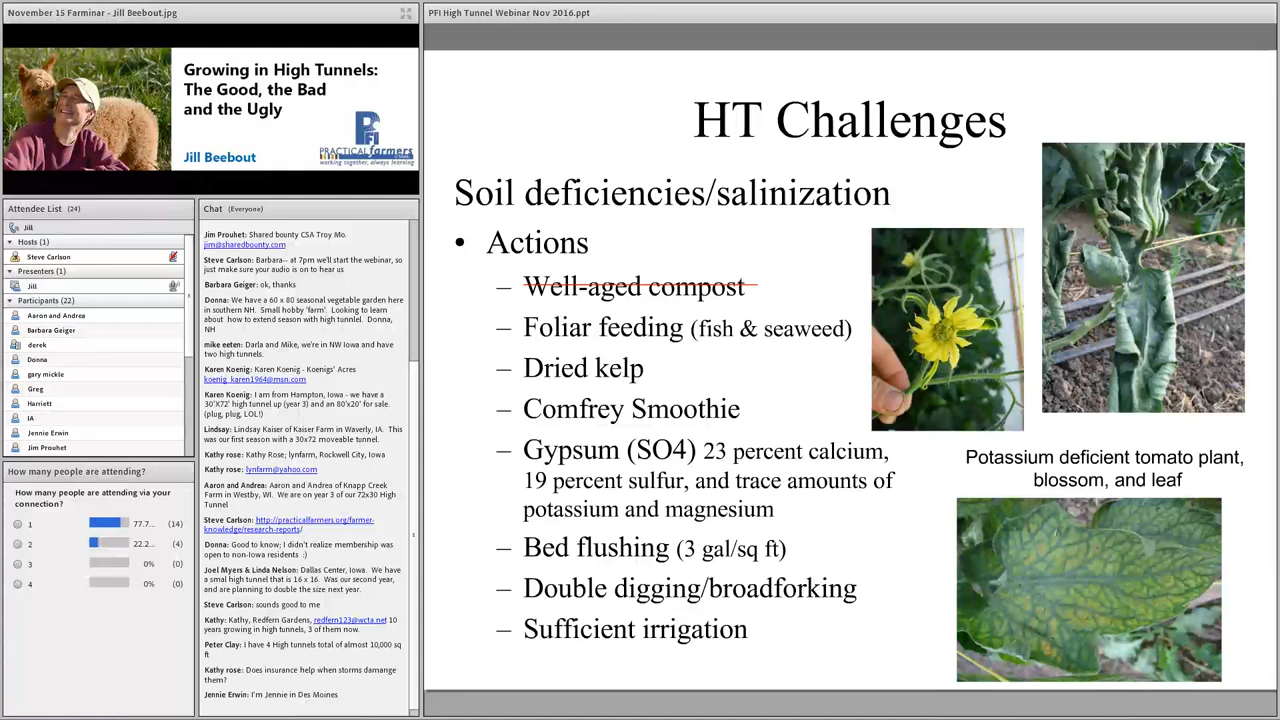 November 15 Farminar - Jill Beebout.jpg
Growing in High Tunnels:
The Good, the Bad
and the Ugly
Jill Beebout
PFI
PRACTICAL farmers
working together, always learning
Attendee List (24)
Jill
Hosts (1)
Steve Carlson
Presenters (1)
Jill
Participants (22)
Aaron and Andrea
Barbara Geiger
derek
Donna
gary mickle
Greg
Harriett
IA
Jennie Erwin
Jim Prouhet
How many people are attending?
How many people are attending via your
connection?
1 77.7... (14)
2 22.2... (4)
3 0% (0)
4 0% (0)
Chat (Everyone)
Jim Prouhet: Shared bounty CSA Troy Mo.
jim@sharedbounty.com
Steve Carlson: Barbara-- at 7pm we'll start the webinar, so
just make sure your audio is on to hear
us
Barbara Geiger: ok, thanks
Donna: We have a 60 x 80 seasonal vegetable garden here
in southern NH. Small hobby 'farm'. Looking to learn
about how to extend season with high tunnel. Donna,
NH
mike eeten: Darla and Mike, we're in NW Iowa and have
two high tunnels.
Karen Koenig: Karen Koenig - Koenigs' Acres
koenig_karen1964@msn.com
Karen Koenig: I am from Hampton, Iowa - we have a
30'X72' high tunnel up (year 3) and an 80'x20' for sale.
(plug, plug, LOL!)
Lindsay: Lindsay Kaiser of Kaiser Farm in Waverly, IA. This
was our first season with a 30x72 moveable tunnel.
Kathy rose: Kathy Rose; lynfarm, Rockwell City, Iowa
Kathy rose: lynfarm@yahoo.com
Aaron and Andrea: Aaron and Andrea of Knapp Creek
Farm in Westby, WI. We are on year 3 of our 72x30 High
Tunnel
Steve Carlson: http://practicalfarmers.org/farmer-
knowledge/research-reports/
Donna: Good to know; I didn't realize membership was
open to non-Iowa residents :)
Joel Myers & Linda Nelson: Dallas Center, Iowa. We have
a smal high tunnel that is 16 x 16. Was our second year,
and are planning to double the size next year.
Steve Carlson: sounds good to me
Kathy: Kathy, Redfern Gardens, redfern123@wcta.net 10
years growing in high tunnels, 3 of them now.
Peter Clay: I have 4 High tunnels total of almost 10,000 sq
ft
Kathy rose: Does insurance help when storms damange
them?
Jennie Erwin: I'm Jennie in Des Moines
PFI High Tunnel Webinar Nov 2016.ppt
HT Challenges
Soil deficiencies/salinization
• Actions
– Well-aged compost
– Foliar feeding (fish & seaweed)
– Dried kelp
– Comfrey Smoothie
– Gypsum (SO4) 23 percent calcium,
19 percent sulfur, and trace amounts of
potassium and magnesium
– Bed flushing (3 gal/sq ft)
– Double digging/broadforking
– Sufficient irrigation
Potassium deficient tomato plant,
blossom, and leaf